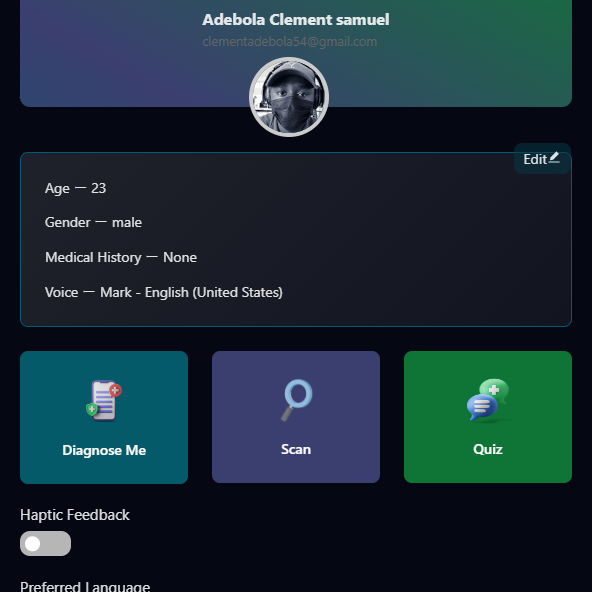 Adebola Clement samuel
clementadebola54@gmail.com
Edit
Age — 23
Gender — male
Medical History — None
Voice — Mark - English (United States)
Diagnose Me
Scan
Quiz
Haptic Feedback
Preferred Language